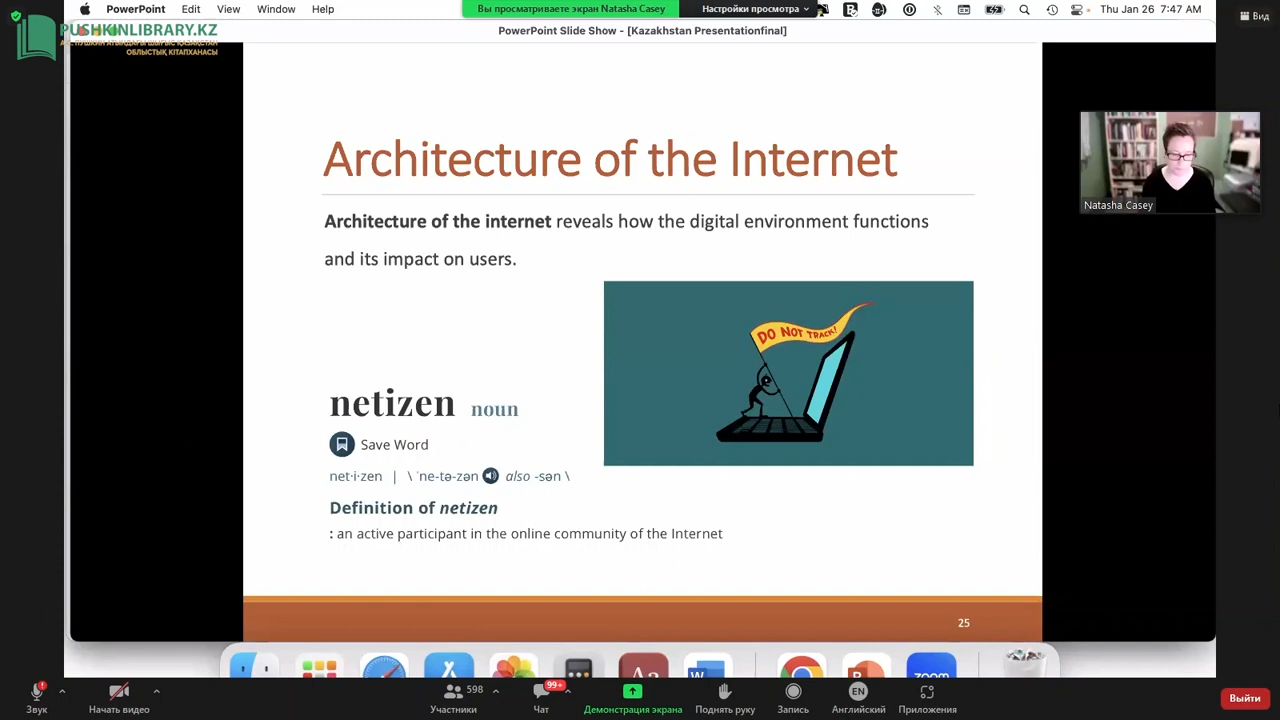 PowerPoint Edit View Window Help
Вы просматриваете экран Natasha Casey
Настройки просмотра
Thu Jan 26 7:47 AM
Вид
PUSHKINLIBRARY.KZ
ОБЛЫСТЫҚ КІТАПХАНАСЫ
PowerPoint Slide Show - [Kazakhstan Presentationfinal]
Architecture of the Internet
Architecture of the internet reveals how the digital environment functions
and its impact on users.
DO NOT TRACK!
Natasha Casey
netizen noun
Save Word
net·i·zen | \ ˈne-tə-zən also -sən \
Definition of netizen
: an active participant in the online community of the Internet
25
Aa
W
P
zoom
598
99+
EN
Звук
Начать видео
Участники
Чат
Демонстрация экрана
Поднять руку
Запись
Английский
Приложения
Выйти